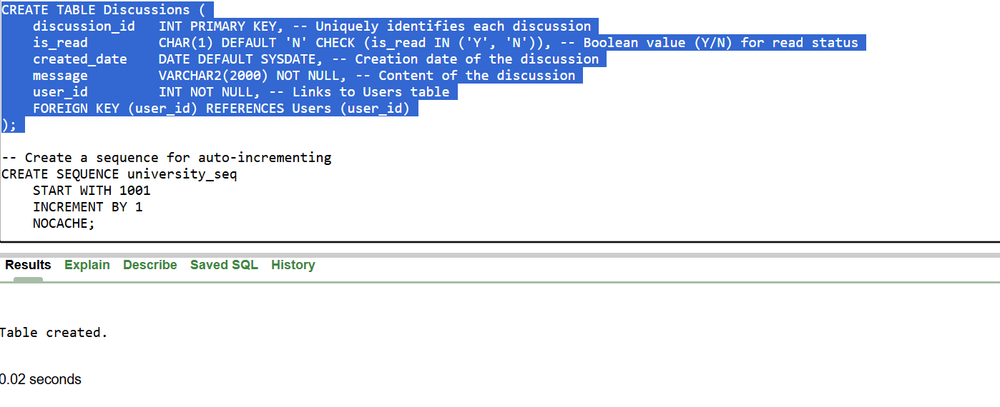 CREATE TABLE Discussions (
    discussion_id   INT PRIMARY KEY, -- Uniquely identifies each discussion
    is_read         CHAR(1) DEFAULT 'N' CHECK (is_read IN ('Y', 'N')), -- Boolean value (Y/N) for read status
    created_date    DATE DEFAULT SYSDATE, -- Creation date of the discussion
    message         VARCHAR2(2000) NOT NULL, -- Content of the discussion
    user_id         INT NOT NULL, -- Links to Users table
    FOREIGN KEY (user_id) REFERENCES Users (user_id)
);
-- Create a sequence for auto-incrementing
CREATE SEQUENCE university_seq
    START WITH 1001
    INCREMENT BY 1
    NOCACHE;
Results Explain Describe Saved SQL History
Table created.
0.02 seconds